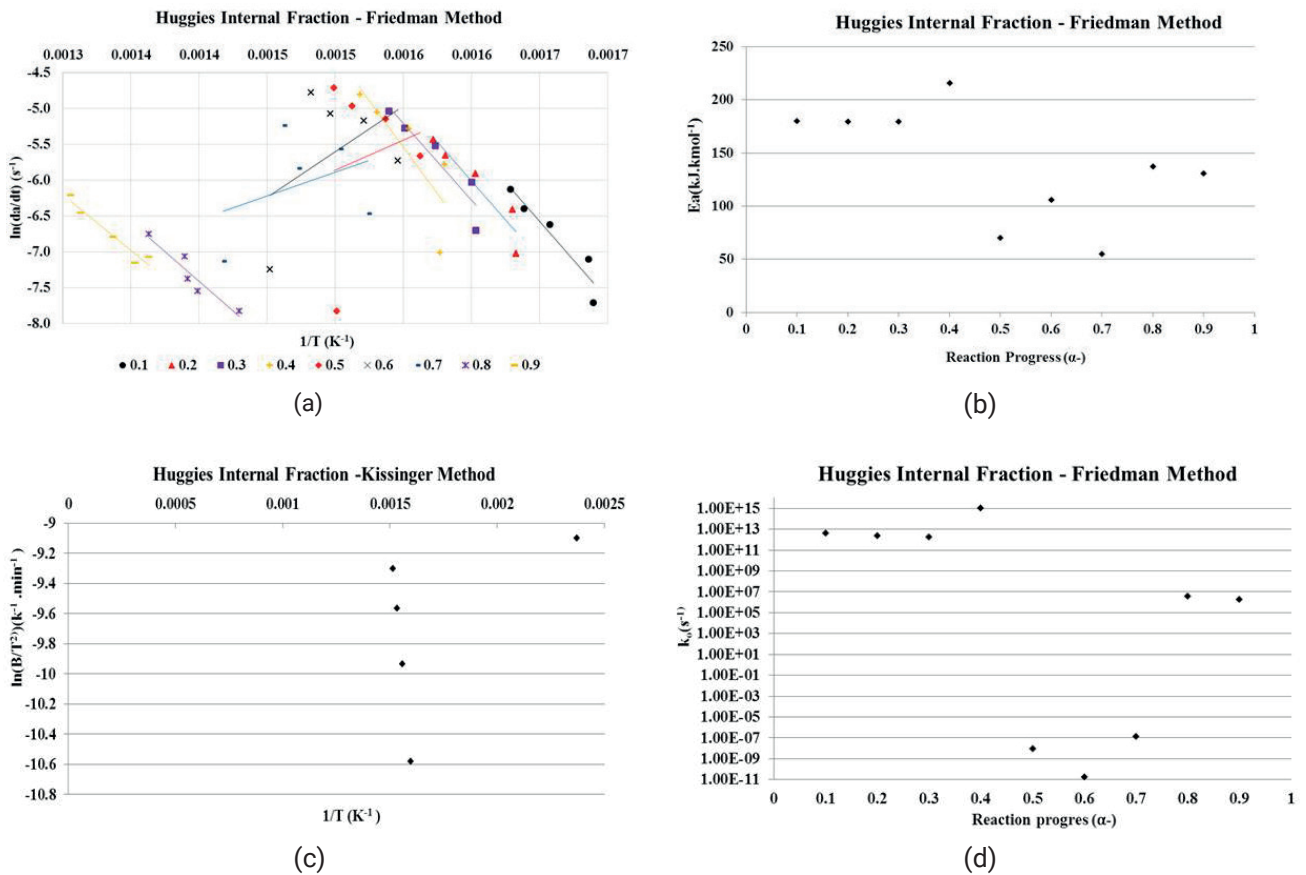 Huggies Internal Fraction - Friedman Method
0.0013 0.0014 0.0014 0.0015 0.0015 0.0016 0.0016 0.0017 0.0017
-4.5
-5.0
-5.5
-6.0
-6.5
-7.0
-7.5
-8.0
ln(da/dt) (s⁻¹)
1/T (K⁻¹)
0.1 0.2 0.3 0.4 0.5 0.6 0.7 0.8 0.9
(a)
Huggies Internal Fraction - Friedman Method
250
200
150
100
50
0
Ea(kJ.kmol⁻¹)
0 0.1 0.2 0.3 0.4 0.5 0.6 0.7 0.8 0.9 1
Reaction Progress (α-)
(b)
Huggies Internal Fraction -Kissinger Method
0 0.0005 0.001 0.0015 0.002 0.0025
-9
-9.2
-9.4
-9.6
-9.8
-10
-10.2
-10.4
-10.6
-10.8
ln(B/T²)(k⁻¹ .min⁻¹ )
1/T (K⁻¹ )
(c)
Huggies Internal Fraction - Friedman Method
1.00E+15
1.00E+13
1.00E+11
1.00E+09
1.00E+07
1.00E+05
1.00E+03
1.00E+01
1.00E-01
1.00E-03
1.00E-05
1.00E-07
1.00E-09
1.00E-11
kₒ(s⁻¹)
0 0.1 0.2 0.3 0.4 0.5 0.6 0.7 0.8 0.9 1
Reaction progres (α-)
(d)